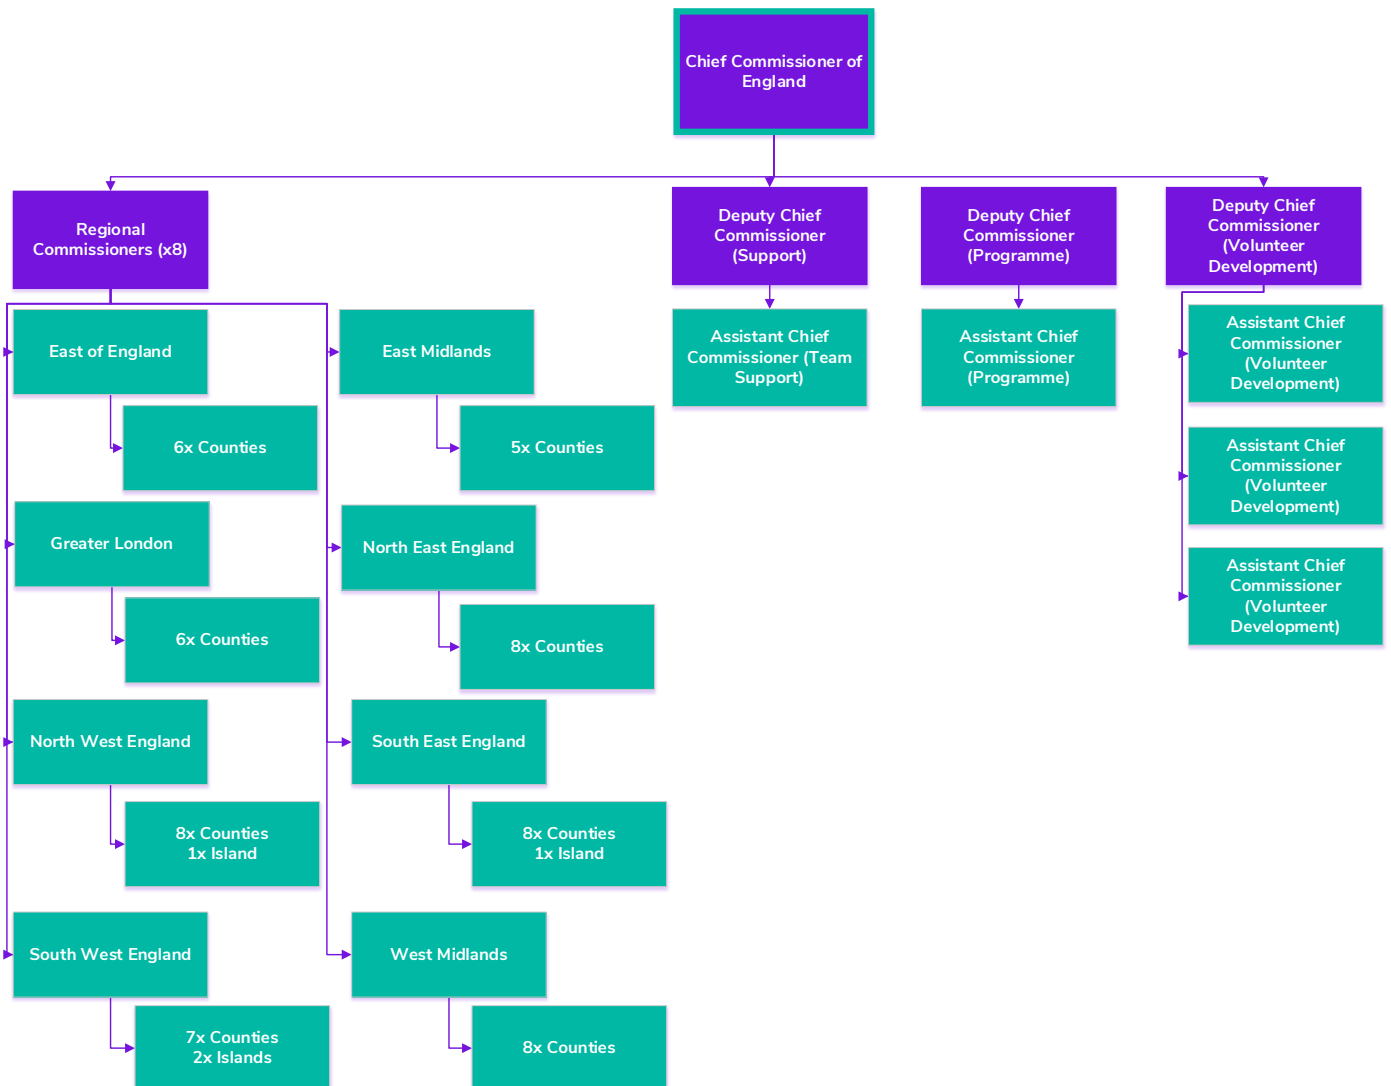 Chief Commissioner of
England
Regional
Commissioners (x8)
Deputy Chief
Commissioner
(Support)
Deputy Chief
Commissioner
(Programme)
Deputy Chief
Commissioner
(Volunteer
Development)
East of England
6x Counties
Greater London
6x Counties
North West England
8x Counties
1x Island
South West England
7x Counties
2x Islands
East Midlands
5x Counties
North East England
8x Counties
South East England
8x Counties
1x Island
West Midlands
8x Counties
Assistant Chief
Commissioner (Team
Support)
Assistant Chief
Commissioner
(Programme)
Assistant Chief
Commissioner
(Volunteer
Development)
Assistant Chief
Commissioner
(Volunteer
Development)
Assistant Chief
Commissioner
(Volunteer
Development)